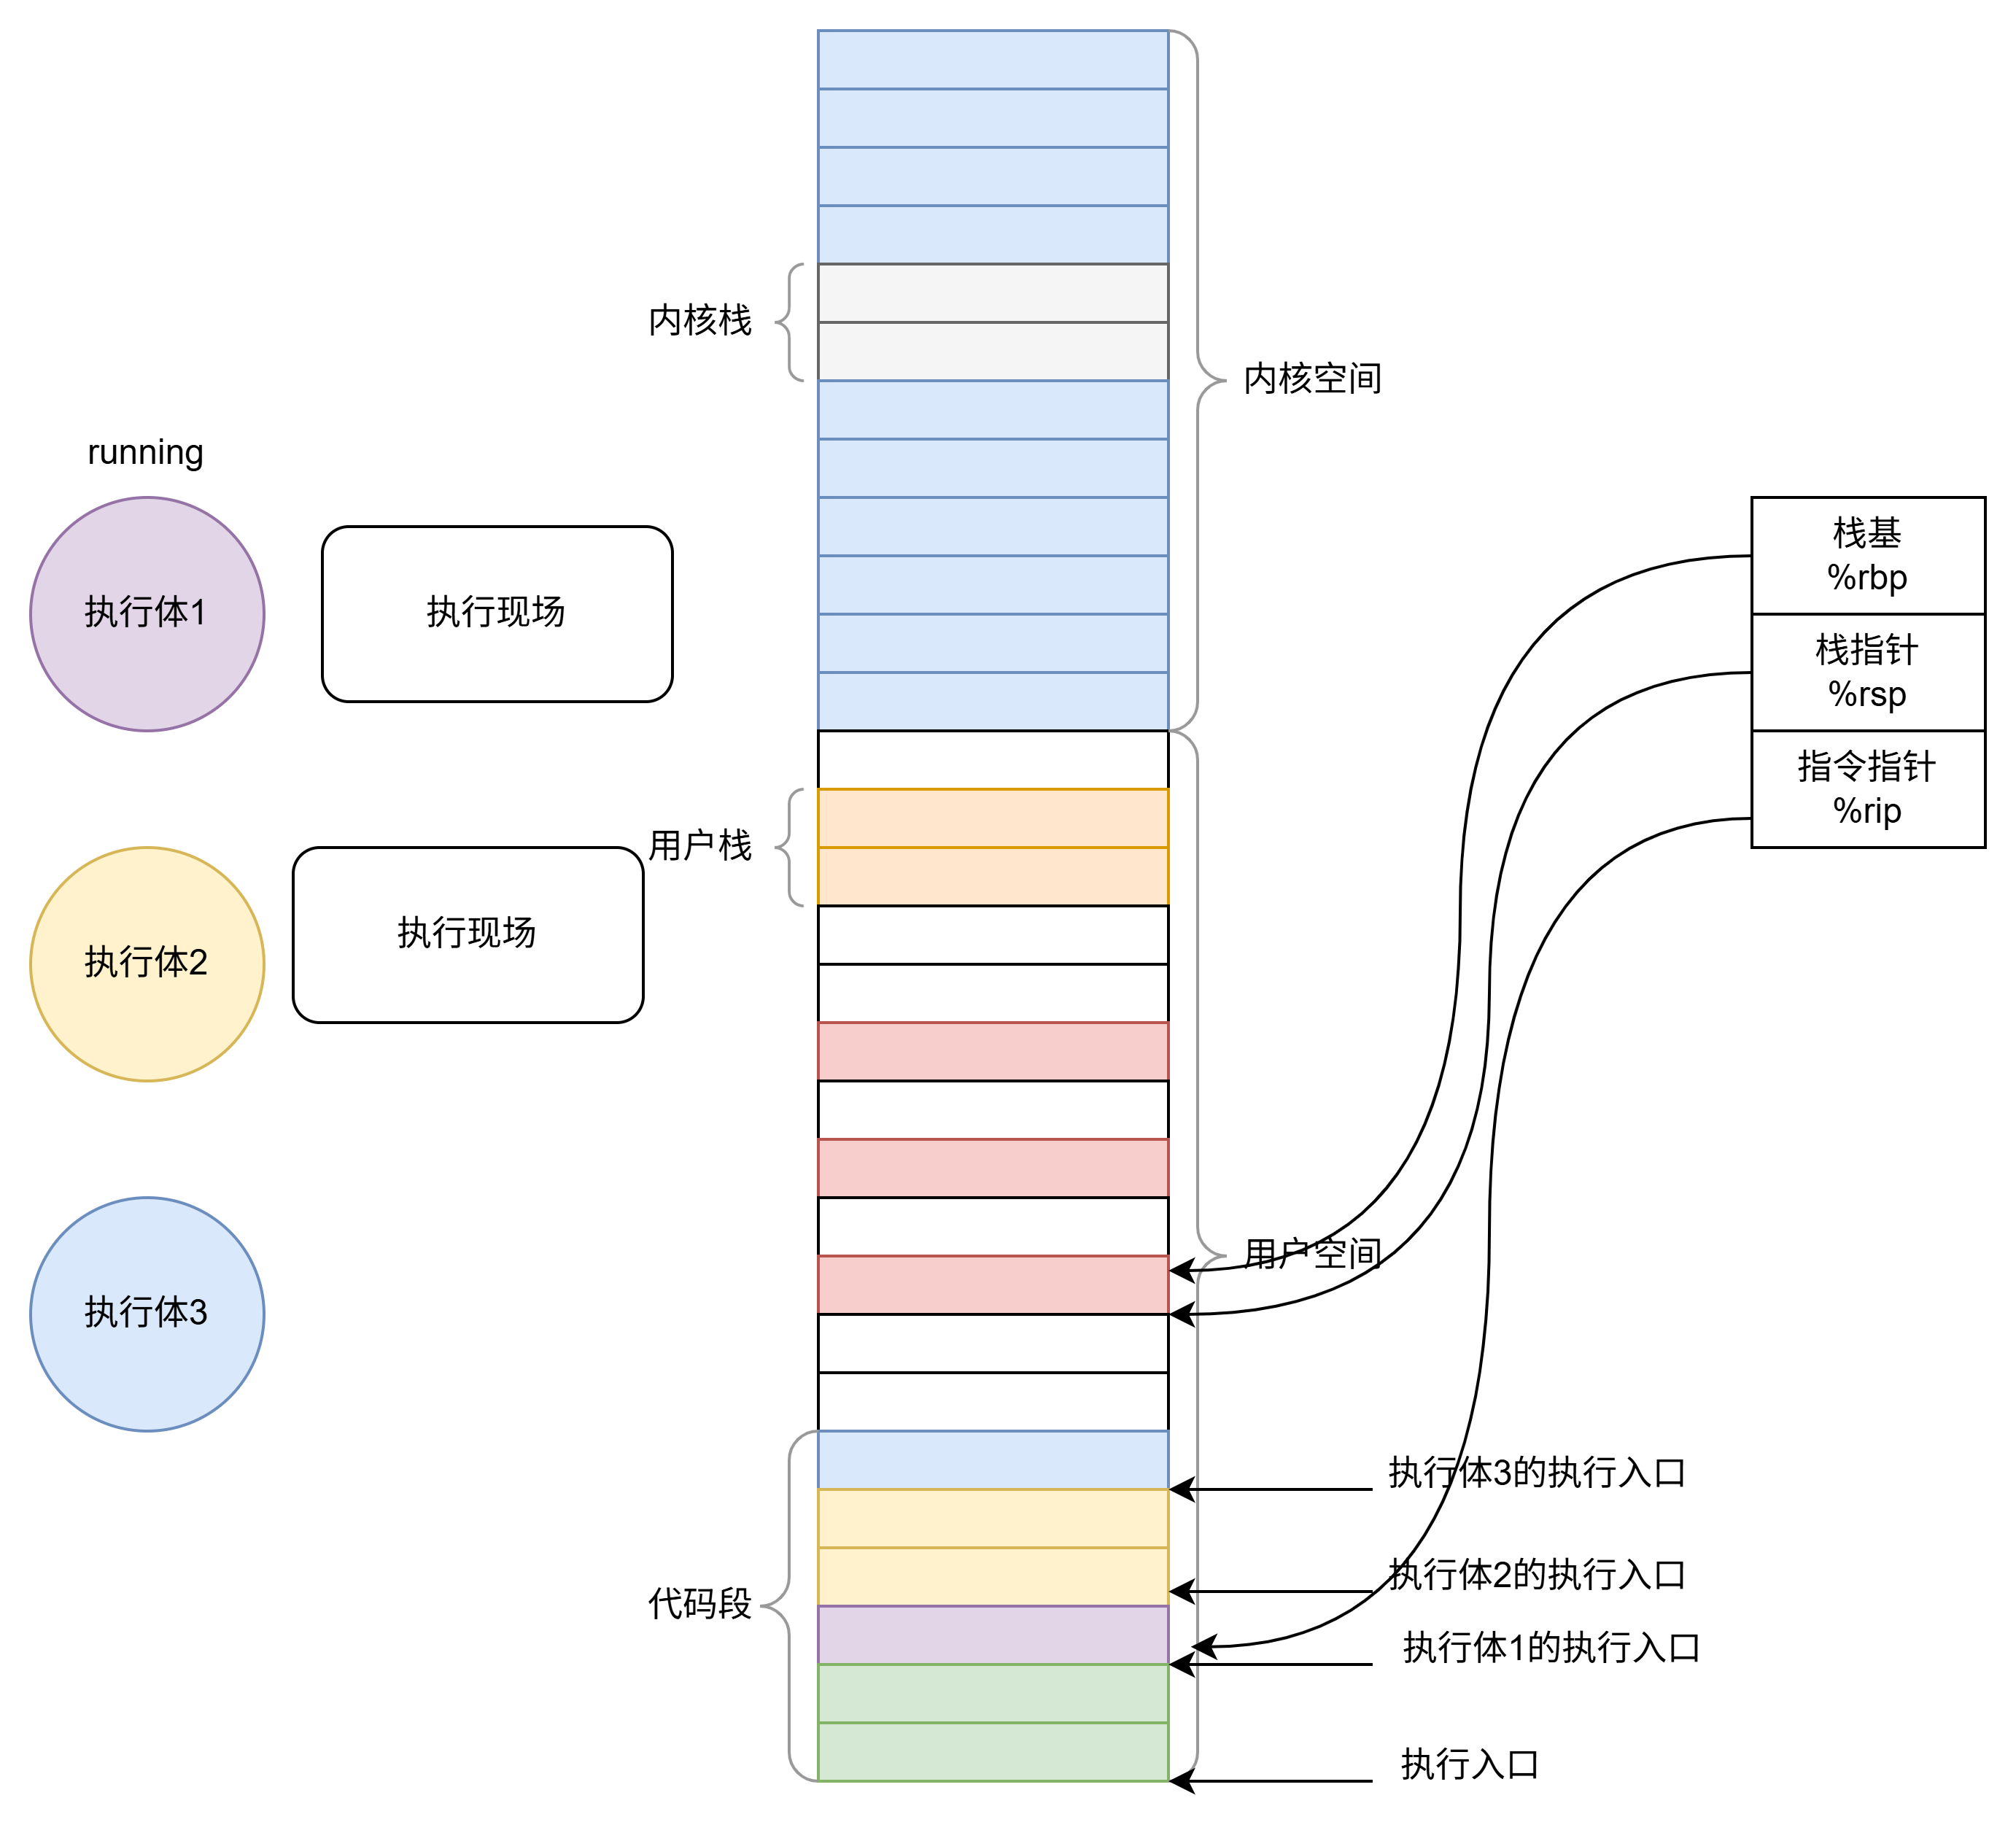 内核栈
内核空间
running
执行体1
执行现场
栈基
%rbp
栈指针
%rsp
指令指针
%rip
用户栈
执行体2
执行现场
用户空间
执行体3
执行体3的执行入口
执行体2的执行入口
代码段
执行体1的执行入口
执行入口